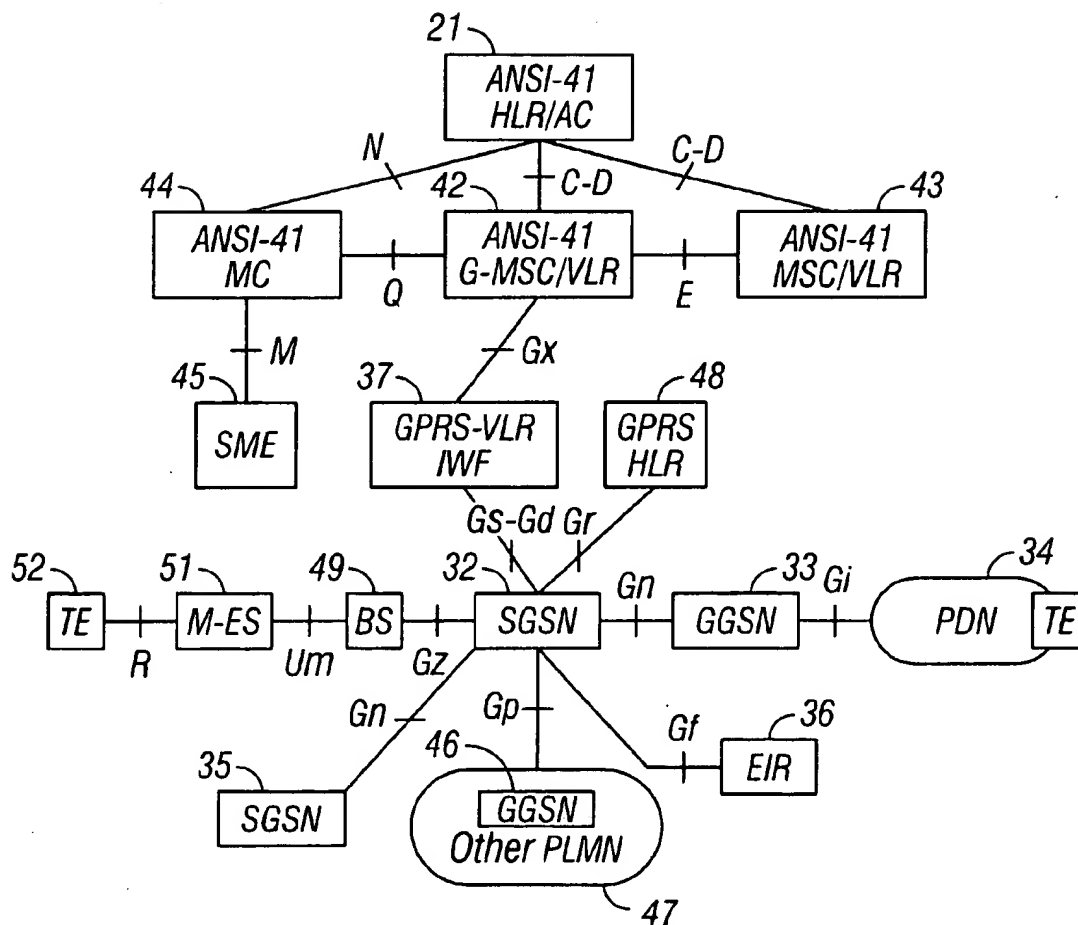 21
ANSI-41
HLR/AC
N
C-D
C-D
44
42
43
ANSI-41
MC
ANSI-41
G-MSC/VLR
ANSI-41
MSC/VLR
Q
E
M
Gx
45
37
48
SME
GPRS-VLR
IWF
GPRS
HLR
Gs-Gd
Gr
52
51
49
32
Gn
33
Gi
34
TE
M-ES
BS
SGSN
GGSN
PDN
TE
R
Um
Gz
Gn
Gp
Gf
36
35
46
EIR
SGSN
GGSN
Other PLMN
47